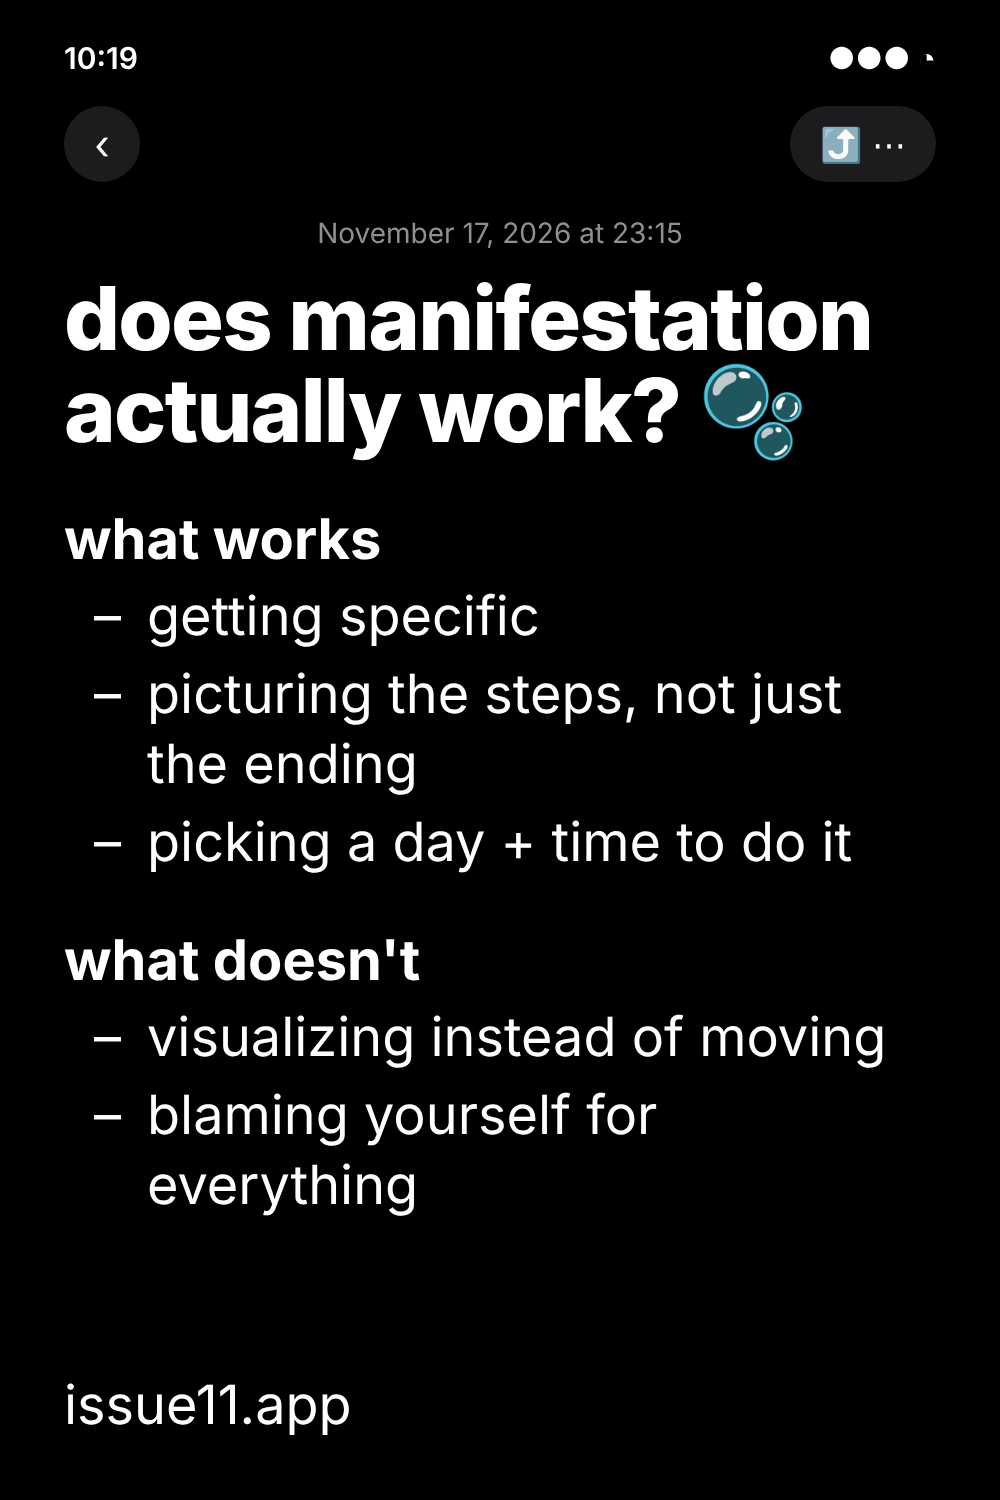 10:19
November 17, 2026 at 23:15
does manifestation
actually work? 🫧
what works
– getting specific
– picturing the steps, not just
the ending
– picking a day + time to do it
what doesn't
– visualizing instead of moving
– blaming yourself for
everything
issue11.app